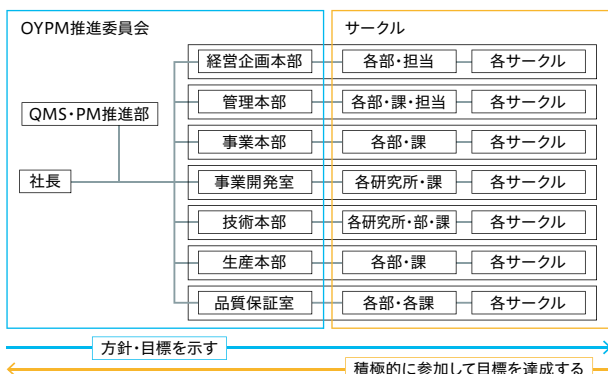 OYPM推進委員会
サークル
経営企画本部 各部・担当 各サークル
管理本部 各部・課・担当 各サークル
QMS・PM推進部
事業本部 各部・課 各サークル
社長
事業開発室 各研究所・課 各サークル
技術本部 各研究所・部・課 各サークル
生産本部 各部・課 各サークル
品質保証室 各部・各課 各サークル
方針・目標を示す
積極的に参加して目標を達成する